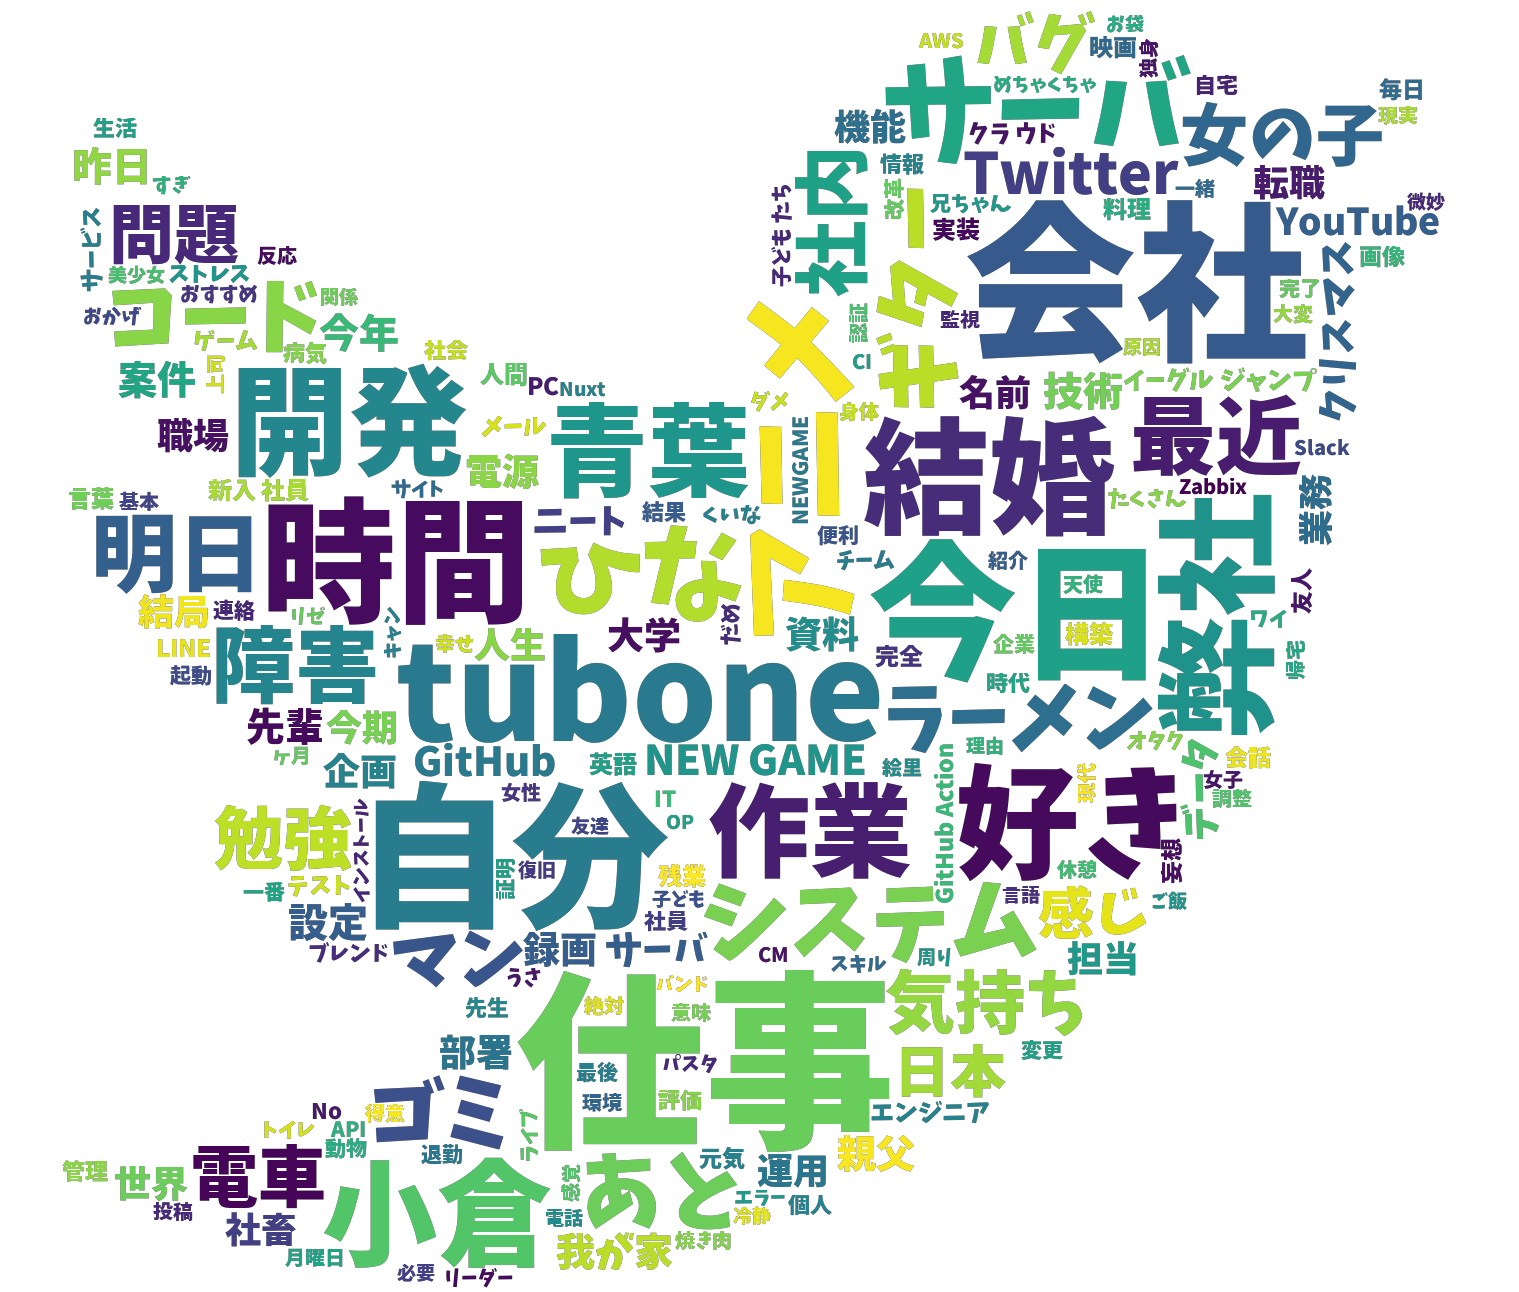 お袋
バグ
AWS
映画
独身
サーバ
めちゃくちゃ
自宅
毎日
現実
機能
クラウド
女の子
生活
昨日
すぎ
社内
情報
Twitter
一緒
転職
微妙
子どもたち
改革
兄ちゃん
料理
YouTube
サービス
問題
実装
会社
反応
画像
美少女
ストレス
クリスマス
おすすめ
関係
完了
おかげ
コード
今年
ギター
認証
監視
大変
ゲーム
病気
社会
アニメ
CI
原因
案件
上司
人間
PC
Nuxt
名前
技術
イーグル ジャンプ
開発
ダメ
身体
職場
メール
青葉
NEWGAME
結婚
最近
Slack
電源
新入 社員
サイト
Zabbix
言葉
基本
たくさん
業務
明日
時間
ニート
結果
くいな
便利
ひな
チーム
今日
紹介
天使
弊社
友人
結局
連絡
リゼ
キャン
だめ
ワイ
LINE
障害
幸せ
人生
大学
資料
構築
企業
完全
帰宅
起動
tubone
時代
先輩
今期
ラーメン
オタク
ケ月
企画
GitHub
英語
NEW GAME
絵里
理由
会話
データ
女子
調整
女性
IT
作業
GitHub Action
好き
現代
勉強
インストール
自分
友達
OP
妄想
一番
テスト
証明
復旧
残業
休憩
設定
子ども
システム
言語
感じ
ご飯
社員
ブレンド
マン
録画
サーバ
CM
スキル
周り
担当
うさ
仕事
バンド
気持ち
先生
絶対
意味
部署
パスタ
日本
変更
最後
ゴミ
環境
評価
エンジニア
No
得意
トイレ
API
動物
退勤
ライブ
親父
管理
世界
電車
元気
運用
投稿
小倉
感覚
あと
エラー
個人
社畜
電話
冷静
月曜日
我が家
焼き肉
必要
リーダー